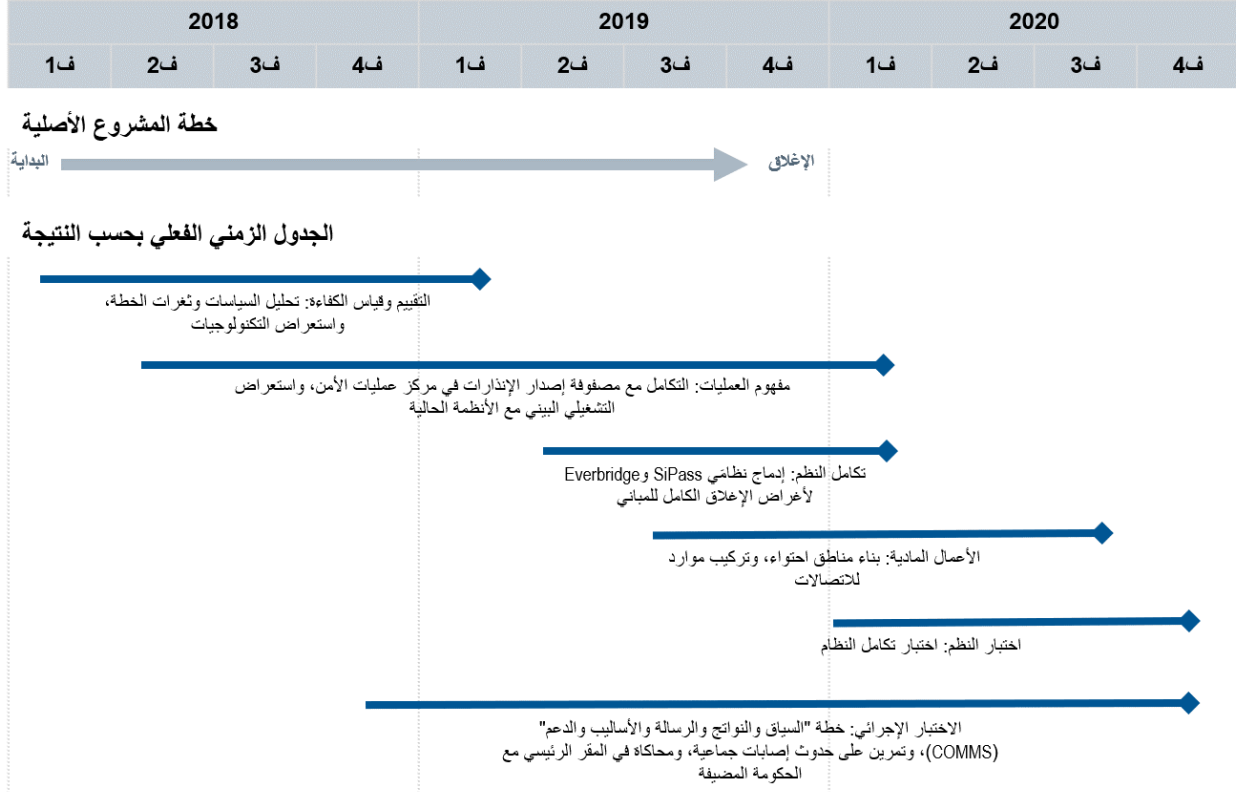 2018 2019 2020
ف1 ف2 ف3 ف4 ف1 ف2 ف3 ف4 ف1 ف2 ف3 ف4
خطة المشروع الأصلية
البداية
الإغلاق
الجدول الزمني الفعلي بحسب النتيجة
التقييم وقياس الكفاءة: تحليل السياسات وثغرات الخطة،
واستعراض التكنولوجيات
مفهوم العمليات: التكامل مع مصفوفة إصدار الإنذارات في مركز عمليات الأمن، واستعراض
التشغيلي البيني مع الأنظمة الحالية
تكامل النظم: إدماج نظامَي SiPass وEverbridge
لأغراض الإغلاق الكامل للمباني
الأعمال المادية: بناء مناطق احتواء، وتركيب موارد
للاتصالات
اختبار النظم: اختبار تكامل النظام
الاختبار الإجرائي: خطة "السياق والنواتج والرسالة والأساليب والدعم"
(COMMS)، وتمرين على حدوث إصابات جماعية، ومحاكاة في المقر الرئيسي مع
الحكومة المضيفة